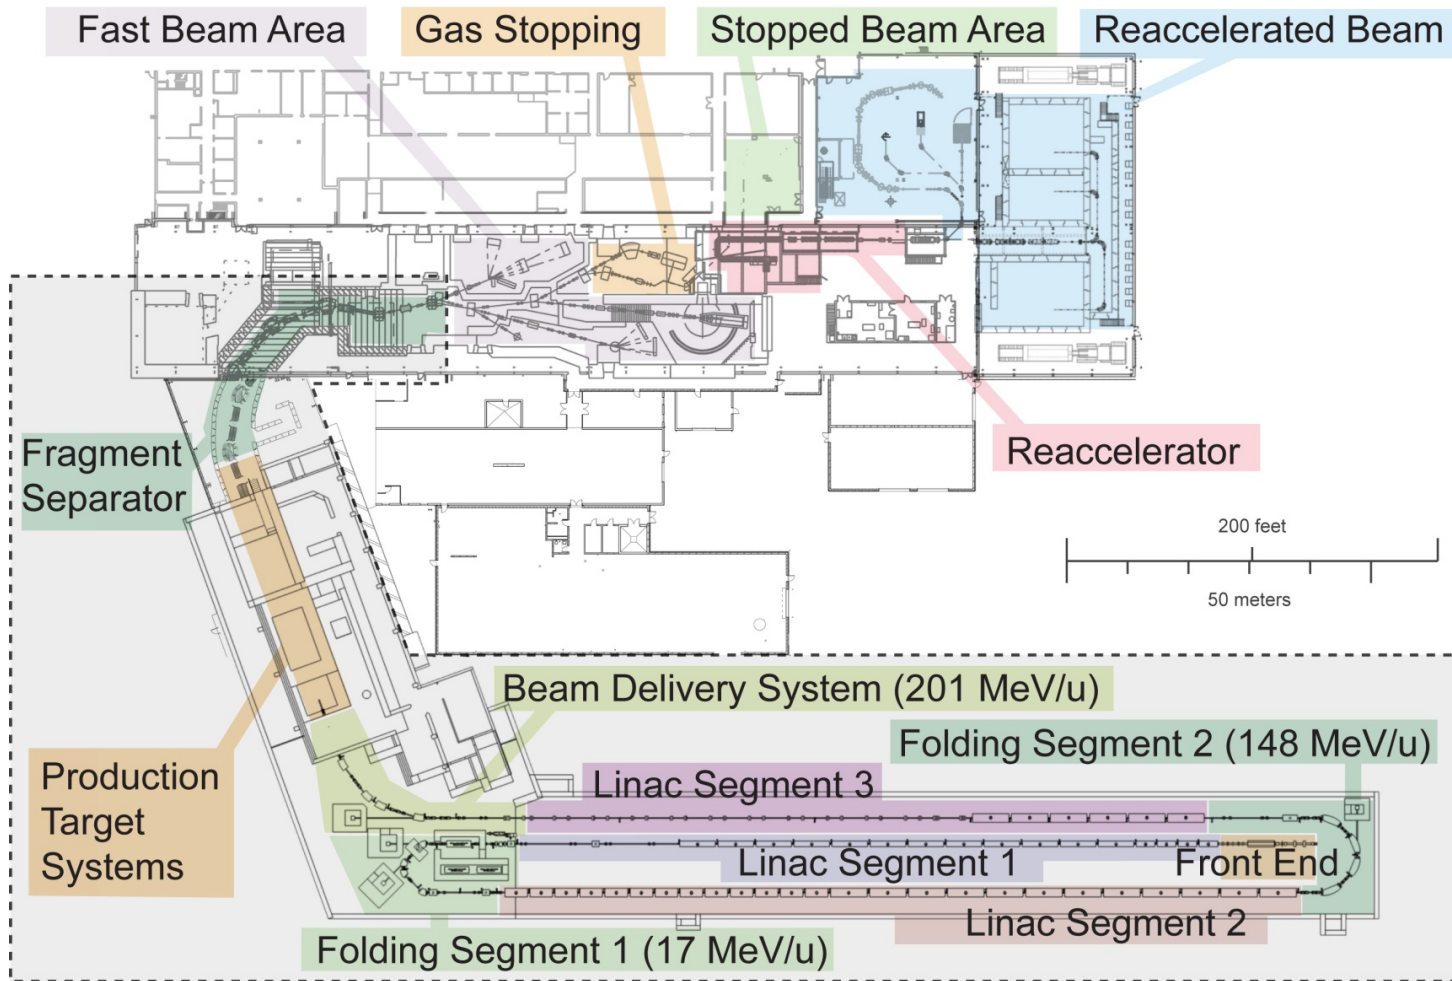 Fast Beam Area
Gas Stopping
Stopped Beam Area
Reaccelerated Beam
Fragment
Separator
Reaccelerator
200 feet
50 meters
Beam Delivery System (201 MeV/u)
Folding Segment 2 (148 MeV/u)
Production
Target
Systems
Linac Segment 3
Linac Segment 1
Front End
Linac Segment 2
Folding Segment 1 (17 MeV/u)